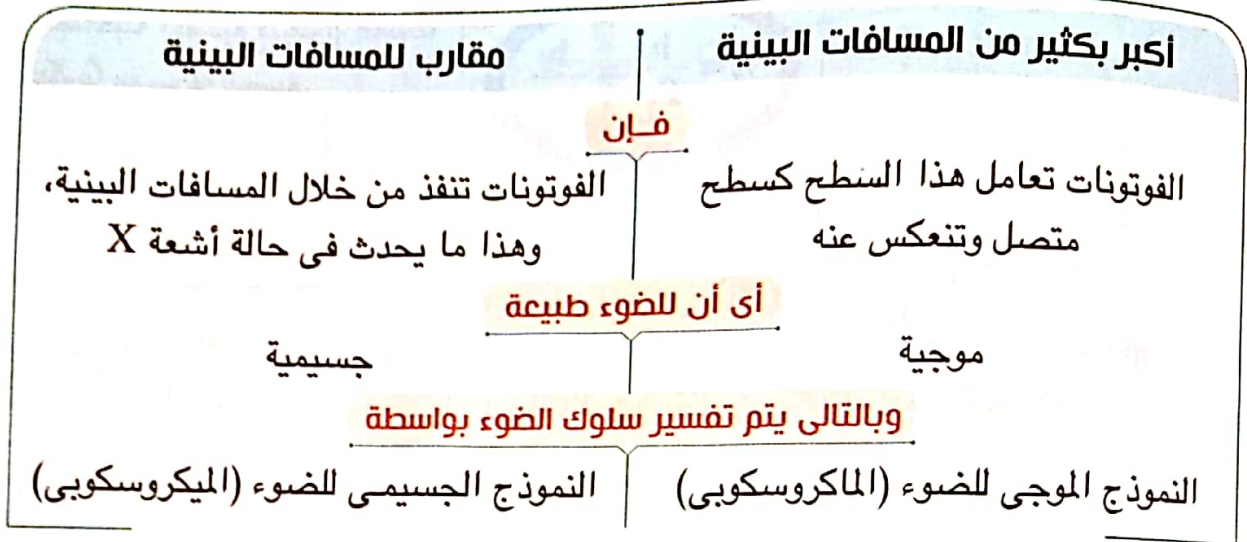 أكبر بكثير من المسافات البينية
مقارب للمسافات البينية
فإن
الفوتونات تعامل هذا السطح كسطح
متصل وتنعكس عنه
الفوتونات تنفذ من خلال المسافات البينية،
وهذا ما يحدث فى حالة أشعة X
أى أن للضوء طبيعة
موجية
جسيمية
وبالتالى يتم تفسير سلوك الضوء بواسطة
النموذج الموجى للضوء (الماكروسكوبى)
النموذج الجسيمى للضوء (الميكروسكوبى)